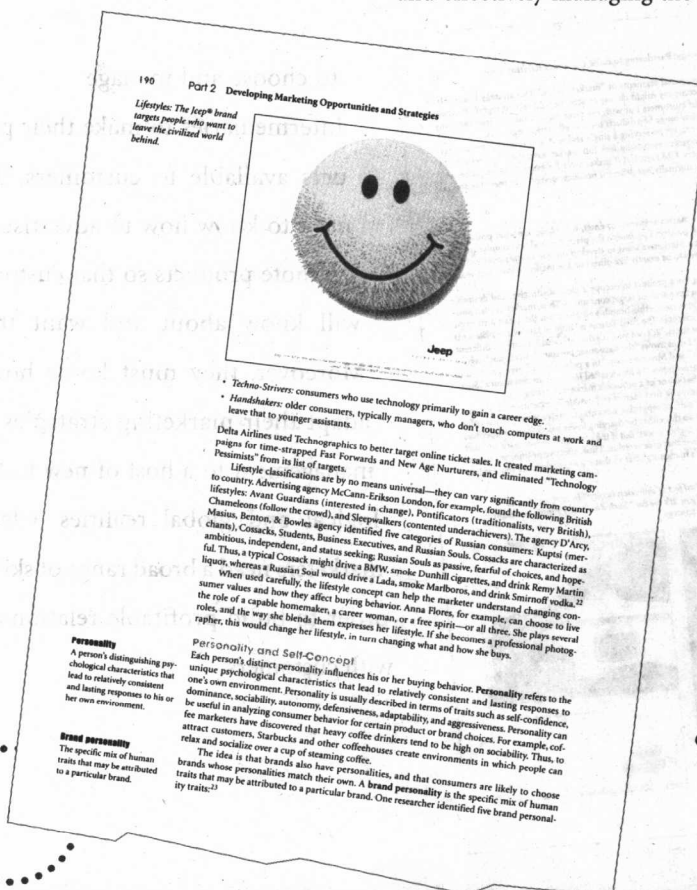 190 Part 2 Developing Marketing Opportunities and Strategies
Lifestyles: The Jeep® brand
targets people who want to
leave the civilized world
behind.
Jeep
• Techno-Strivers: consumers who use technology primarily to gain a career edge.
• Handshakers: older consumers, typically managers, who don't touch computers at work and
leave that to younger assistants.
Delta Airlines used Technographics to better target online ticket sales. It created marketing cam-
paigns for time-strapped Fast Forwards and New Age Nurturers, and eliminated "Technology
Pessimists" from its list of targets.
Lifestyle classifications are by no means universal—they can vary significantly from country
to country. Advertising agency McCann-Erikson London, for example, found the following British
lifestyles: Avant Guardians (interested in change), Pontificators (traditionalists, very British),
Chameleons (follow the crowd), and Sleepwalkers (contented underachievers). The agency D'Arcy,
Masius, Benton, & Bowles agency identified five categories of Russian consumers: Kuptsi (mer-
chants), Cossacks, Students, Business Executives, and Russian Souls. Cossacks are characterized as
ambitious, independent, and status seeking; Russian Souls as passive, fearful of choices, and hope-
ful. Thus, a typical Cossack might drive a BMW, smoke Dunhill cigarettes, and drink Remy Martin
liquor, whereas a Russian Soul would drive a Lada, smoke Marlboros, and drink Smirnoff vodka.22
When used carefully, the lifestyle concept can help the marketer understand changing con-
sumer values and how they affect buying behavior. Anna Flores, for example, can choose to live
the role of a capable homemaker, a career woman, or a free spirit—or all three. She plays several
roles, and the way she blends them expresses her lifestyle. If she becomes a professional photog-
rapher, this would change her lifestyle, in turn changing what and how she buys.
Personality and Self-Concept
Each person's distinct personality influences his or her buying behavior. Personality refers to the
unique psychological characteristics that lead to relatively consistent and lasting responses to
one's own environment. Personality is usually described in terms of traits such as self-confidence,
dominance, sociability, autonomy, defensiveness, adaptability, and aggressiveness. Personality can
be useful in analyzing consumer behavior for certain product or brand choices. For example, cof-
fee marketers have discovered that heavy coffee drinkers tend to be high on sociability. Thus, to
attract customers, Starbucks and other coffeehouses create environments in which people can
relax and socialize over a cup of steaming coffee.
The idea is that brands also have personalities, and that consumers are likely to choose
brands whose personalities match their own. A brand personality is the specific mix of human
traits that may be attributed to a particular brand. One researcher identified five brand personal-
ity traits:23
Personality
A person's distinguishing psy-
chological characteristics that
lead to relatively consistent
and lasting responses to his or
her own environment.
Brand personality
The specific mix of human
traits that may be attributed
to a particular brand.